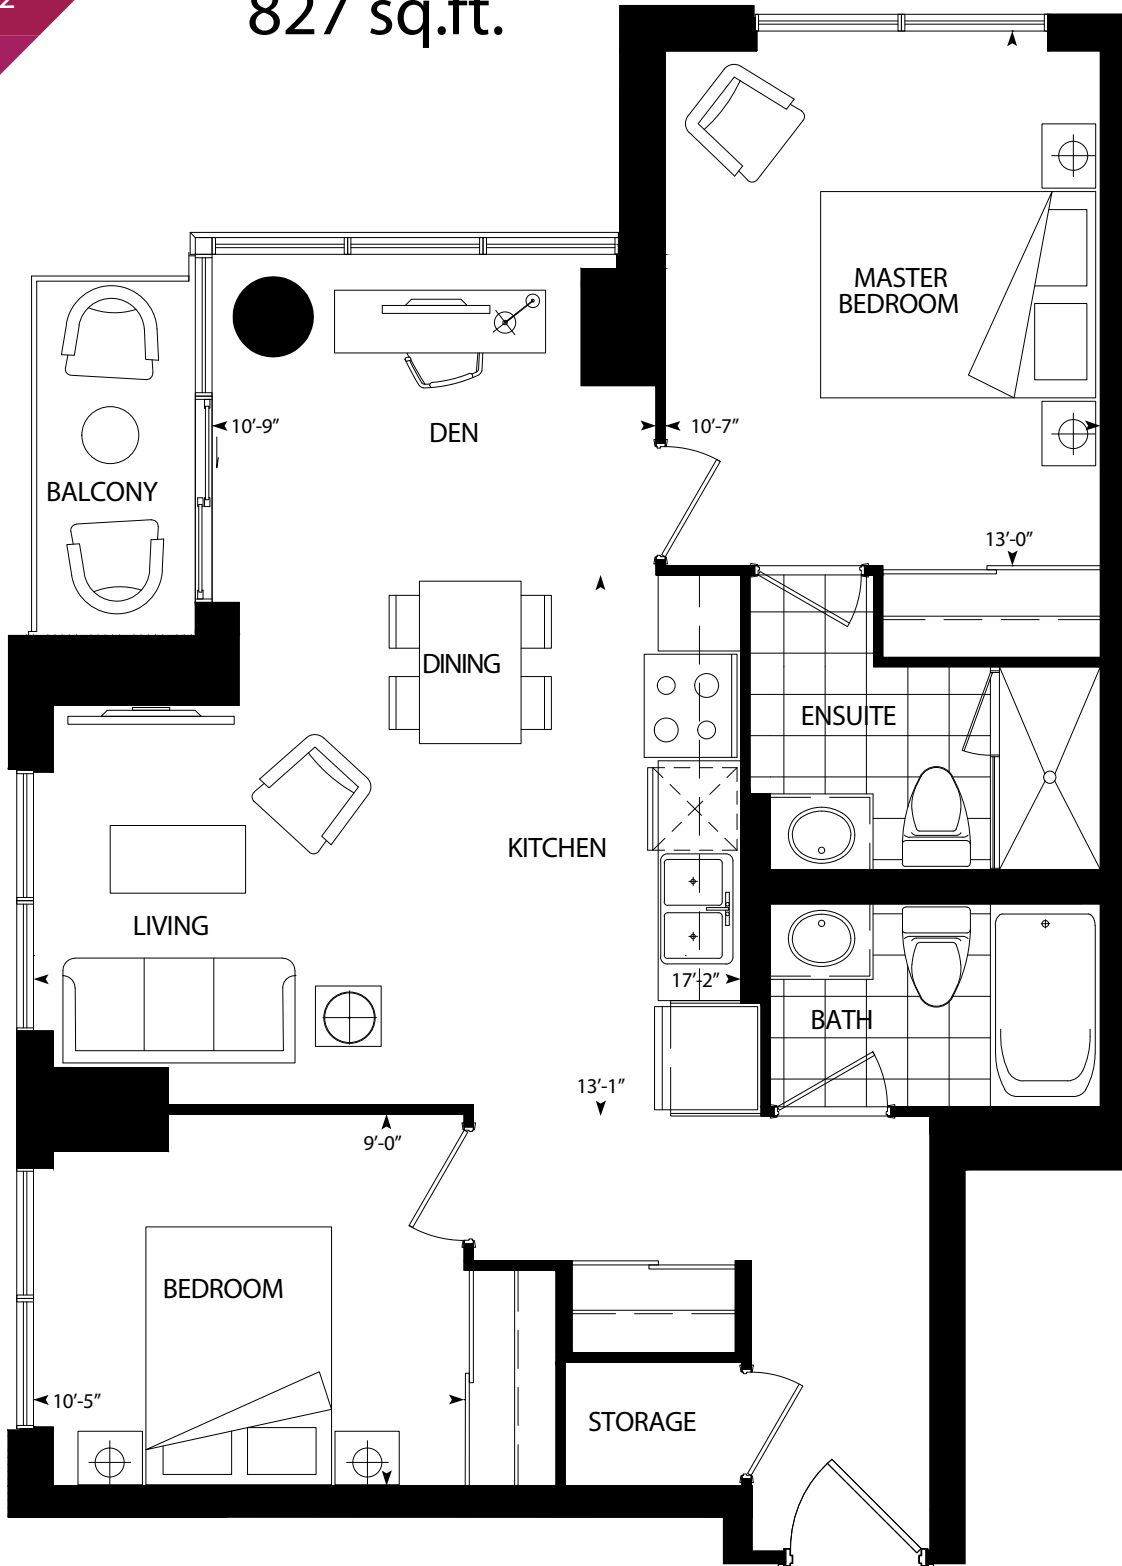 2
827 sq.ft.
MASTER
BEDROOM
10'-9"
DEN
10'-7"
BALCONY
13'-0"
DINING
ENSUITE
KITCHEN
LIVING
17'-2"
BATH
13'-1"
9'-0"
BEDROOM
10'-5"
STORAGE